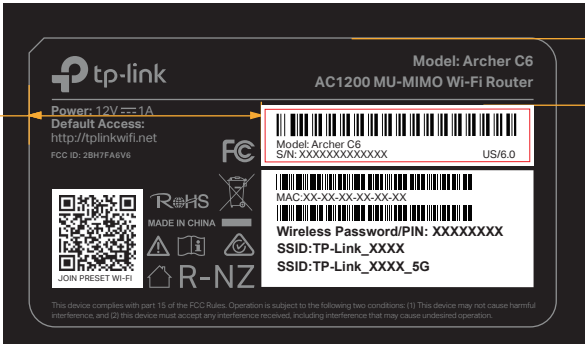 tp-link
Model: Archer C6
AC1200 MU-MIMO Wi-Fi Router
Power: 12V⎓1A
Default Access:
http://tplinkwifi.net
FCC ID: 2BH7FA6V6
FC
Model: Archer C6
S/N: XXXXXXXXXXXXX US/6.0
RoHS
MADE IN CHINA
MAC:XX-XX-XX-XX-XX-XX
Wireless Password/PIN: XXXXXXXX
SSID:TP-Link_XXXX
SSID:TP-Link_XXXX_5G
JOIN PRESET WI-FI
R-NZ
This device complies with part 15 of the FCC Rules. Operation is subject to the following two conditions: (1) This device may not cause harmful
interference, and (2) this device must accept any interference received, including interference that may cause undesired operation.